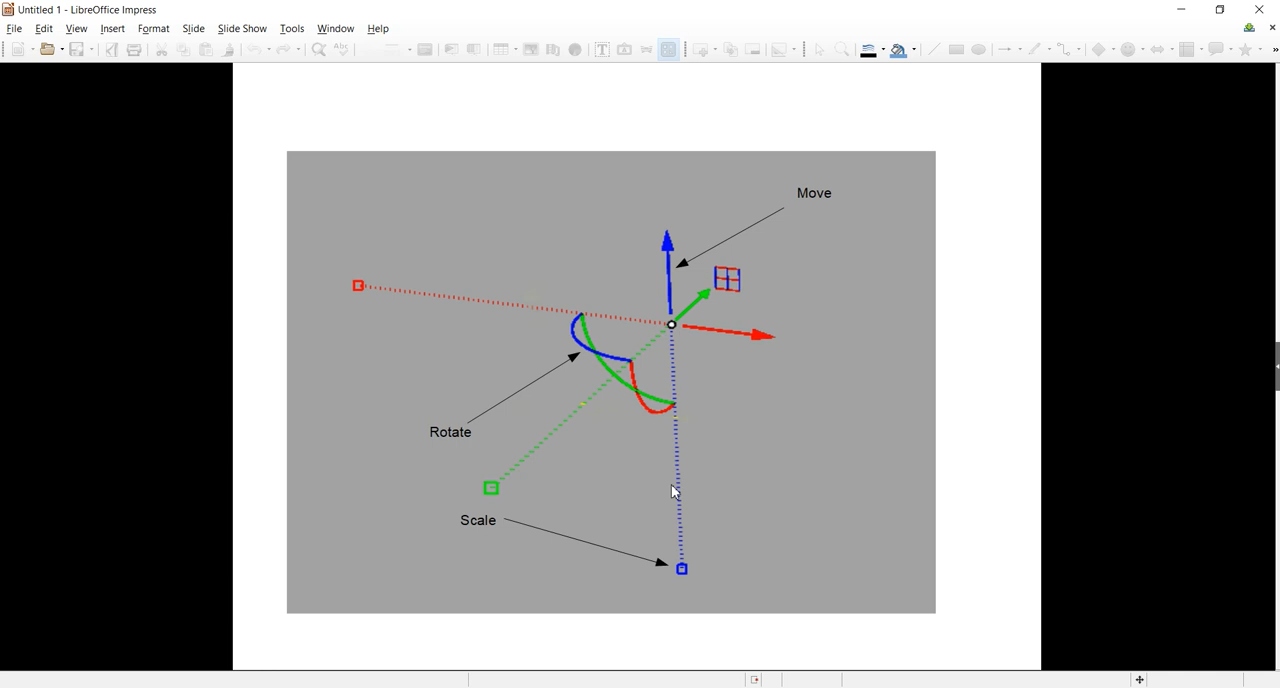 Untitled 1 - LibreOffice Impress
File Edit View Insert Format Slide Slide Show Tools Window Help
Move
Rotate
Scale